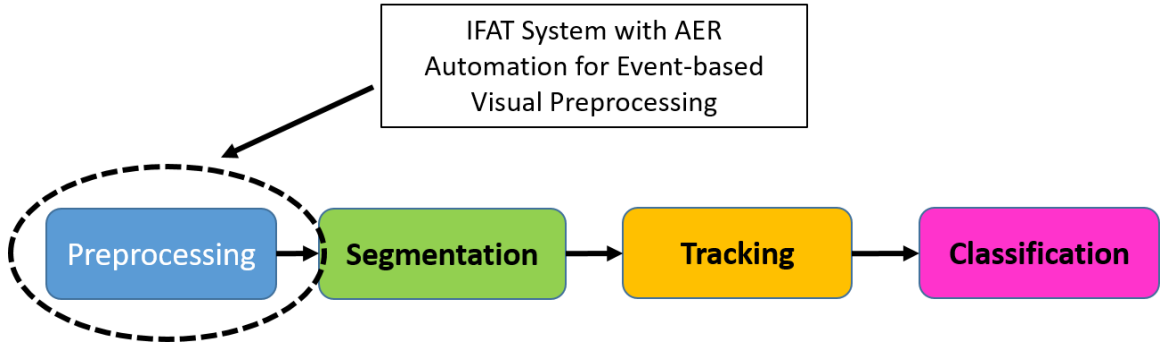 IFAT System with AER
Automation for Event-based
Visual Preprocessing
Preprocessing
Segmentation
Tracking
Classification